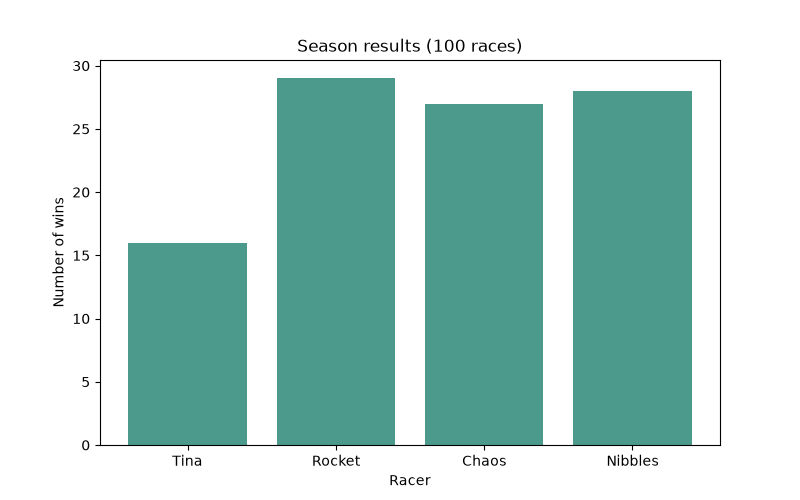 Season results (100 races)
Number of wins
30
25
20
15
10
5
0
Tina Rocket Chaos Nibbles
Racer